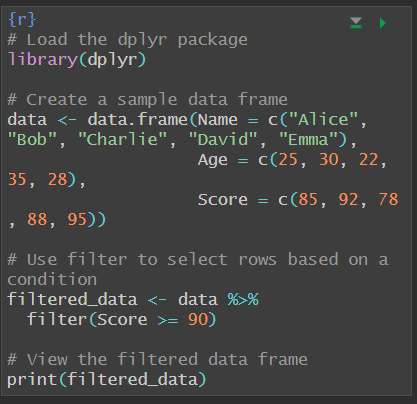 {r}
# Load the dplyr package
library(dplyr)

# Create a sample data frame
data <- data.frame(Name = c("Alice",
"Bob", "Charlie", "David", "Emma"),
                   Age = c(25, 30, 22,
35, 28),
                   Score = c(85, 92, 78
, 88, 95))

# Use filter to select rows based on a
condition
filtered_data <- data %>%
  filter(Score >= 90)

# View the filtered data frame
print(filtered_data)